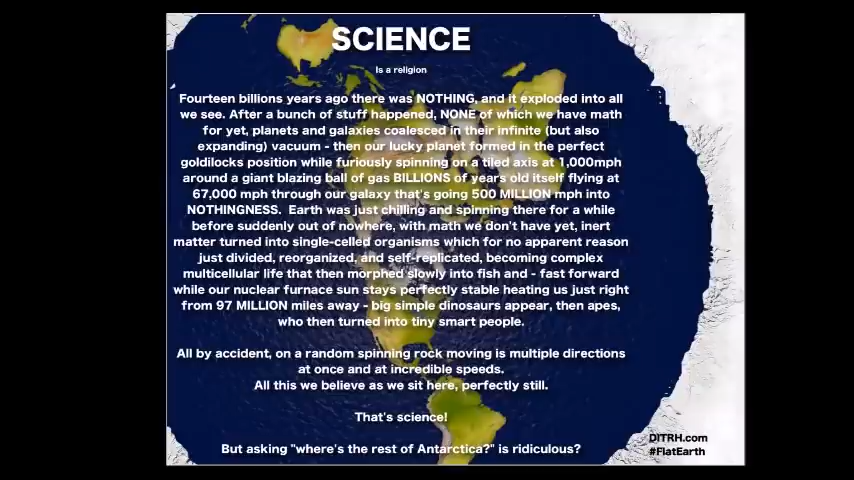 SCIENCE
Is a religion
Fourteen billions years ago there was NOTHING, and it exploded into all
we see. After a bunch of stuff happened, NONE of which we have math
for yet, planets and galaxies coalesced in their infinite (but also
expanding) vacuum - then our lucky planet formed in the perfect
goldilocks position while furiously spinning on a tiled axis at 1,000mph
around a giant blazing ball of gas BILLIONS of years old itself flying at
67,000 mph through our galaxy that's going 500 MILLION mph into
NOTHINGNESS. Earth was just chilling and spinning there for a while
before suddenly out of nowhere, with math we don't have yet, inert
matter turned into single-celled organisms which for no apparent reason
just divided, reorganized, and self-replicated, becoming complex
multicellular life that then morphed slowly into fish and - fast forward
while our nuclear furnace sun stays perfectly stable heating us just right
from 97 MILLION miles away - big simple dinosaurs appear, then apes,
who then turned into tiny smart people.
All by accident, on a random spinning rock moving is multiple directions
at once and at incredible speeds.
All this we believe as we sit here, perfectly still.
That's science!
But asking "where's the rest of Antarctica?" is ridiculous?
DITRH.com
#FlatEarth